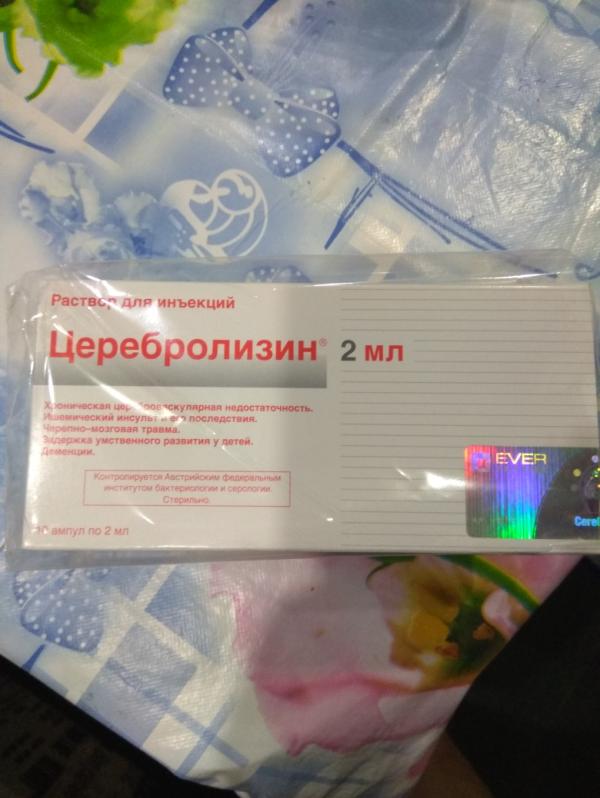 Раствор для инъекций
Церебролизин® 2 мл
Хроническая цереброваскулярная недостаточность.
Ишемический инсульт и его последствия.
Черепно-мозговая травма.
Задержка умственного развития у детей.
Деменции.
Контролируется Австрийским федеральным
институтом бактериологии и серологии.
Стерильно.
10 ампул по 2 мл
EVER